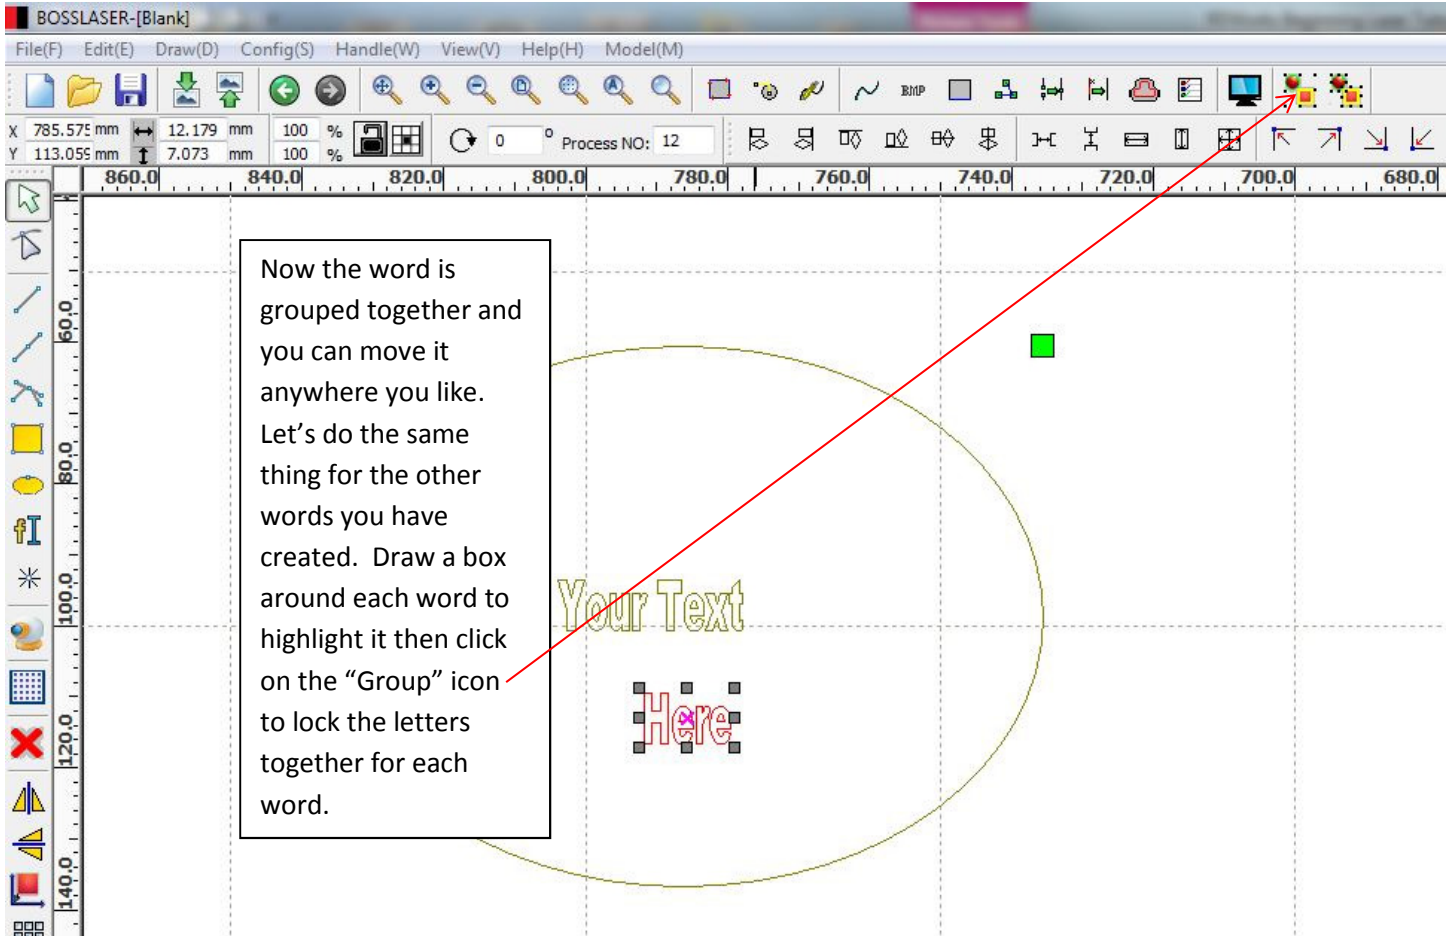 BOSSLASER-[Blank]
File(F) Edit(E) Draw(D) Config(S) Handle(W) View(V) Help(H) Model(M)
BMP
X 785.575 mm 12.179 mm 100 %
Y 113.055 mm 7.073 mm 100 %
0 ° Process NO: 12
860.0 840.0 820.0 800.0 780.0 760.0 740.0 720.0 700.0 680.0
60.0
80.0
100.0
120.0
140.0
Now the word is
grouped together and
you can move it
anywhere you like.
Let’s do the same
thing for the other
words you have
created.  Draw a box
around each word to
highlight it then click
on the “Group” icon
to lock the letters
together for each
word.
Your Text
Here